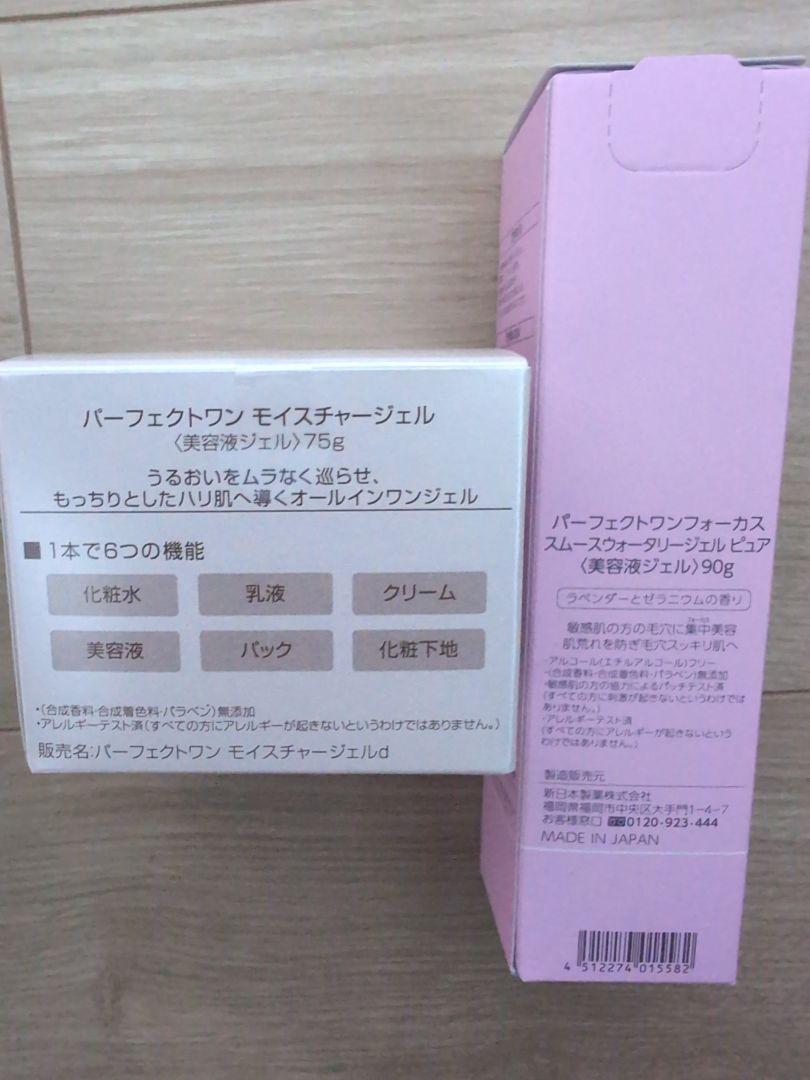 パーフェクトワン モイスチャージェル
〈美容液ジェル〉75g
うるおいをムラなく巡らせ、
もっちりとしたハリ肌へ導くオールインワンジェル
■1本で6つの機能
化粧水 乳液 クリーム
美容液 パック 化粧下地
・(合成香料・合成着色料・パラベン)無添加
・アレルギーテスト済(すべての方にアレルギーが起きないというわけではありません。)
販売名:パーフェクトワン モイスチャージェルd
パーフェクトワンフォーカス
スムースウォータリージェル ピュア
〈美容液ジェル〉90g
ラベンダーとゼラニウムの香り
敏感肌の方の毛穴に集中美容
肌荒れを防ぎ毛穴スッキリ肌へ
・アルコール(エチルアルコール)フリー
・(合成香料・合成着色料・パラベン)無添加
・敏感肌の方の協力によるパッチテスト済
(すべての方に刺激が起きないというわけでは
ありません。)
・アレルギーテスト済
(すべての方にアレルギーが起きないという
わけではありません。)
製造販売元
新日本製薬株式会社
福岡県福岡市中央区大手門1-4-7
お客様窓口 0120-923-444
MADE IN JAPAN
4 512274 015582